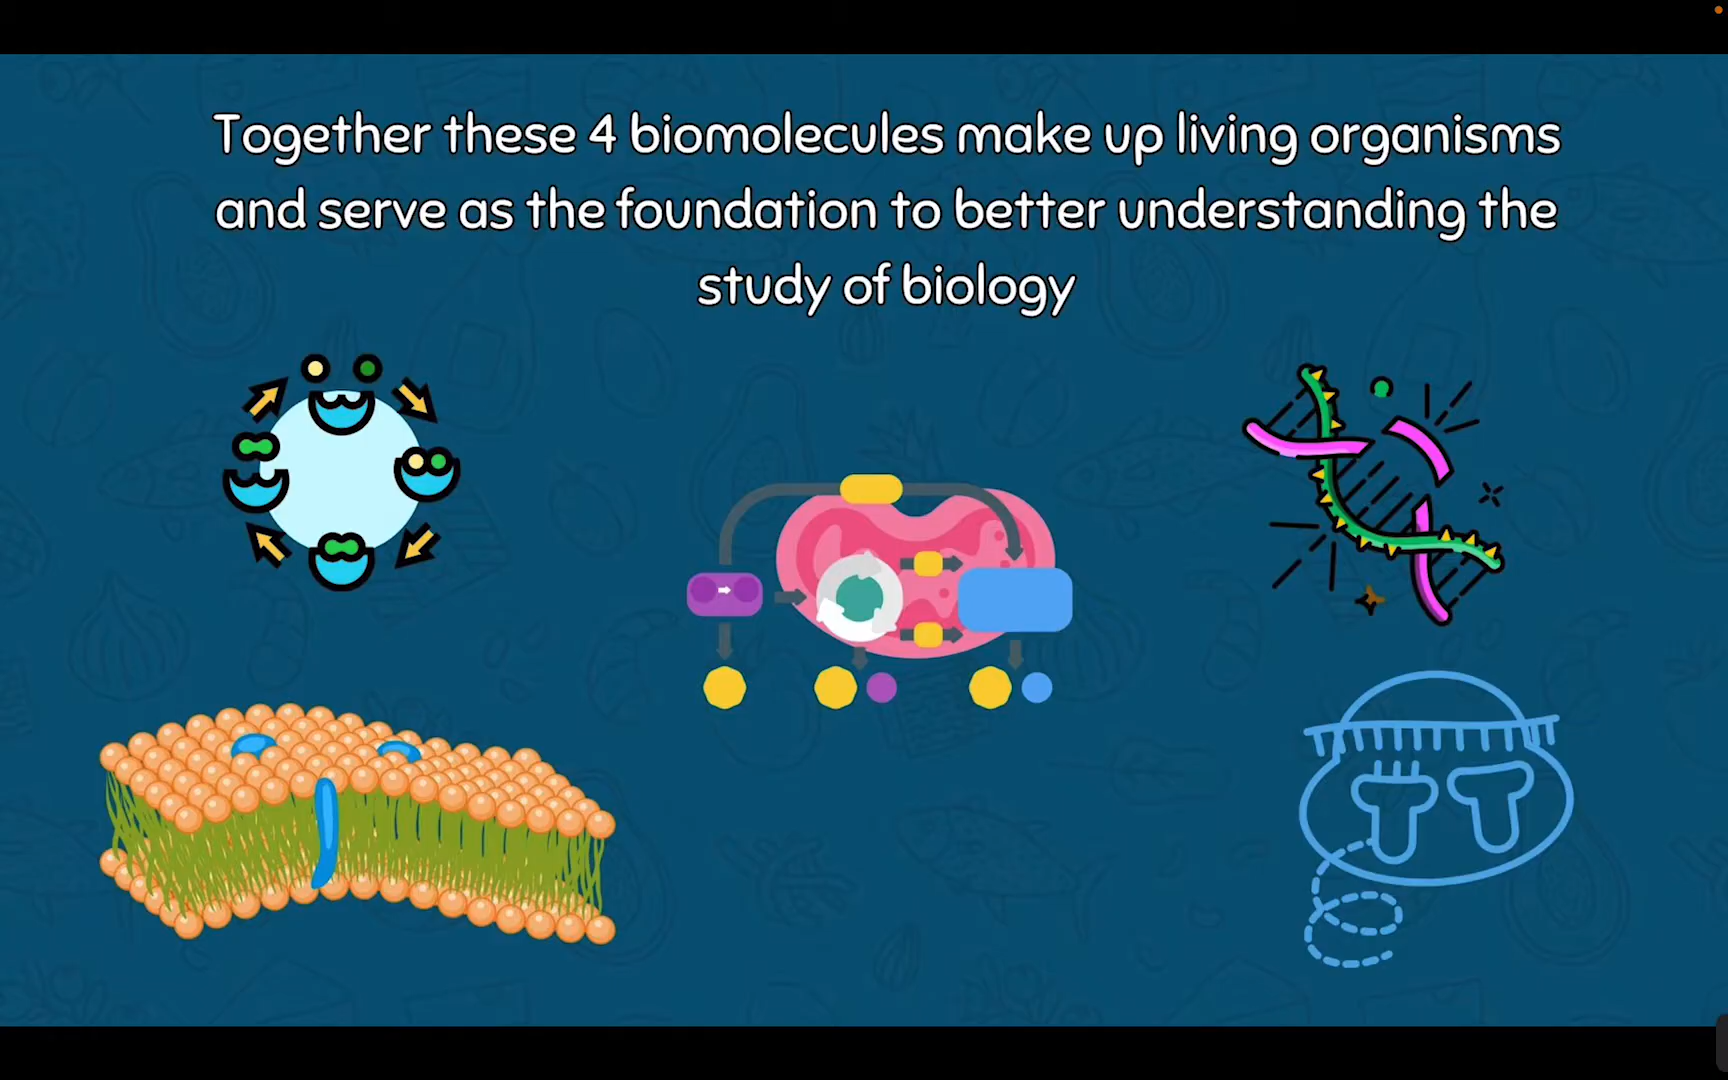 Together these 4 biomolecules make up living organisms
and serve as the foundation to better understanding the
study of biology